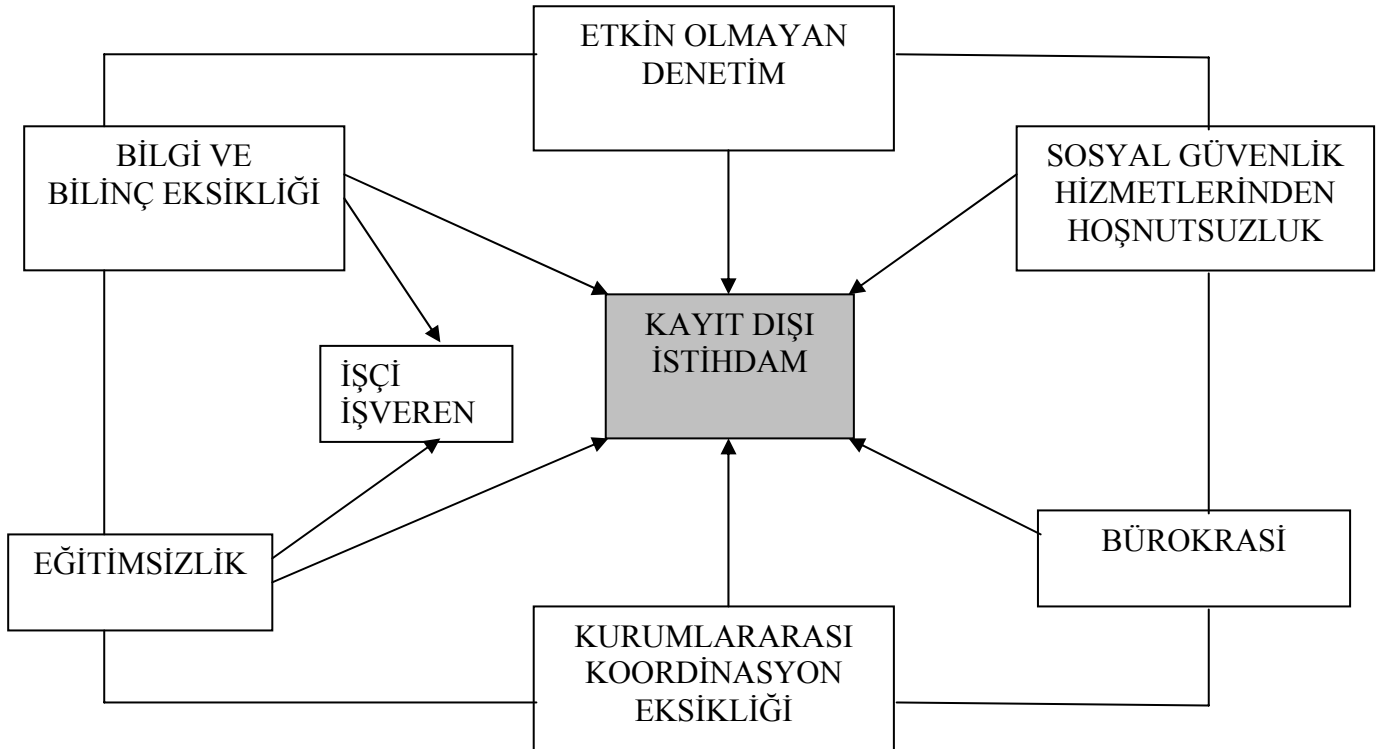 ETKİN OLMAYAN
DENETİM
BİLGİ VE
BİLİNÇ EKSİKLİĞİ
SOSYAL GÜVENLİK
HİZMETLERİNDEN
HOŞNUTSUZLUK
KAYIT DIŞI
İSTİHDAM
İŞÇİ
İŞVEREN
EĞİTİMSİZLİK
BÜROKRASİ
KURUMLARARASI
KOORDİNASYON
EKSİKLİĞİ